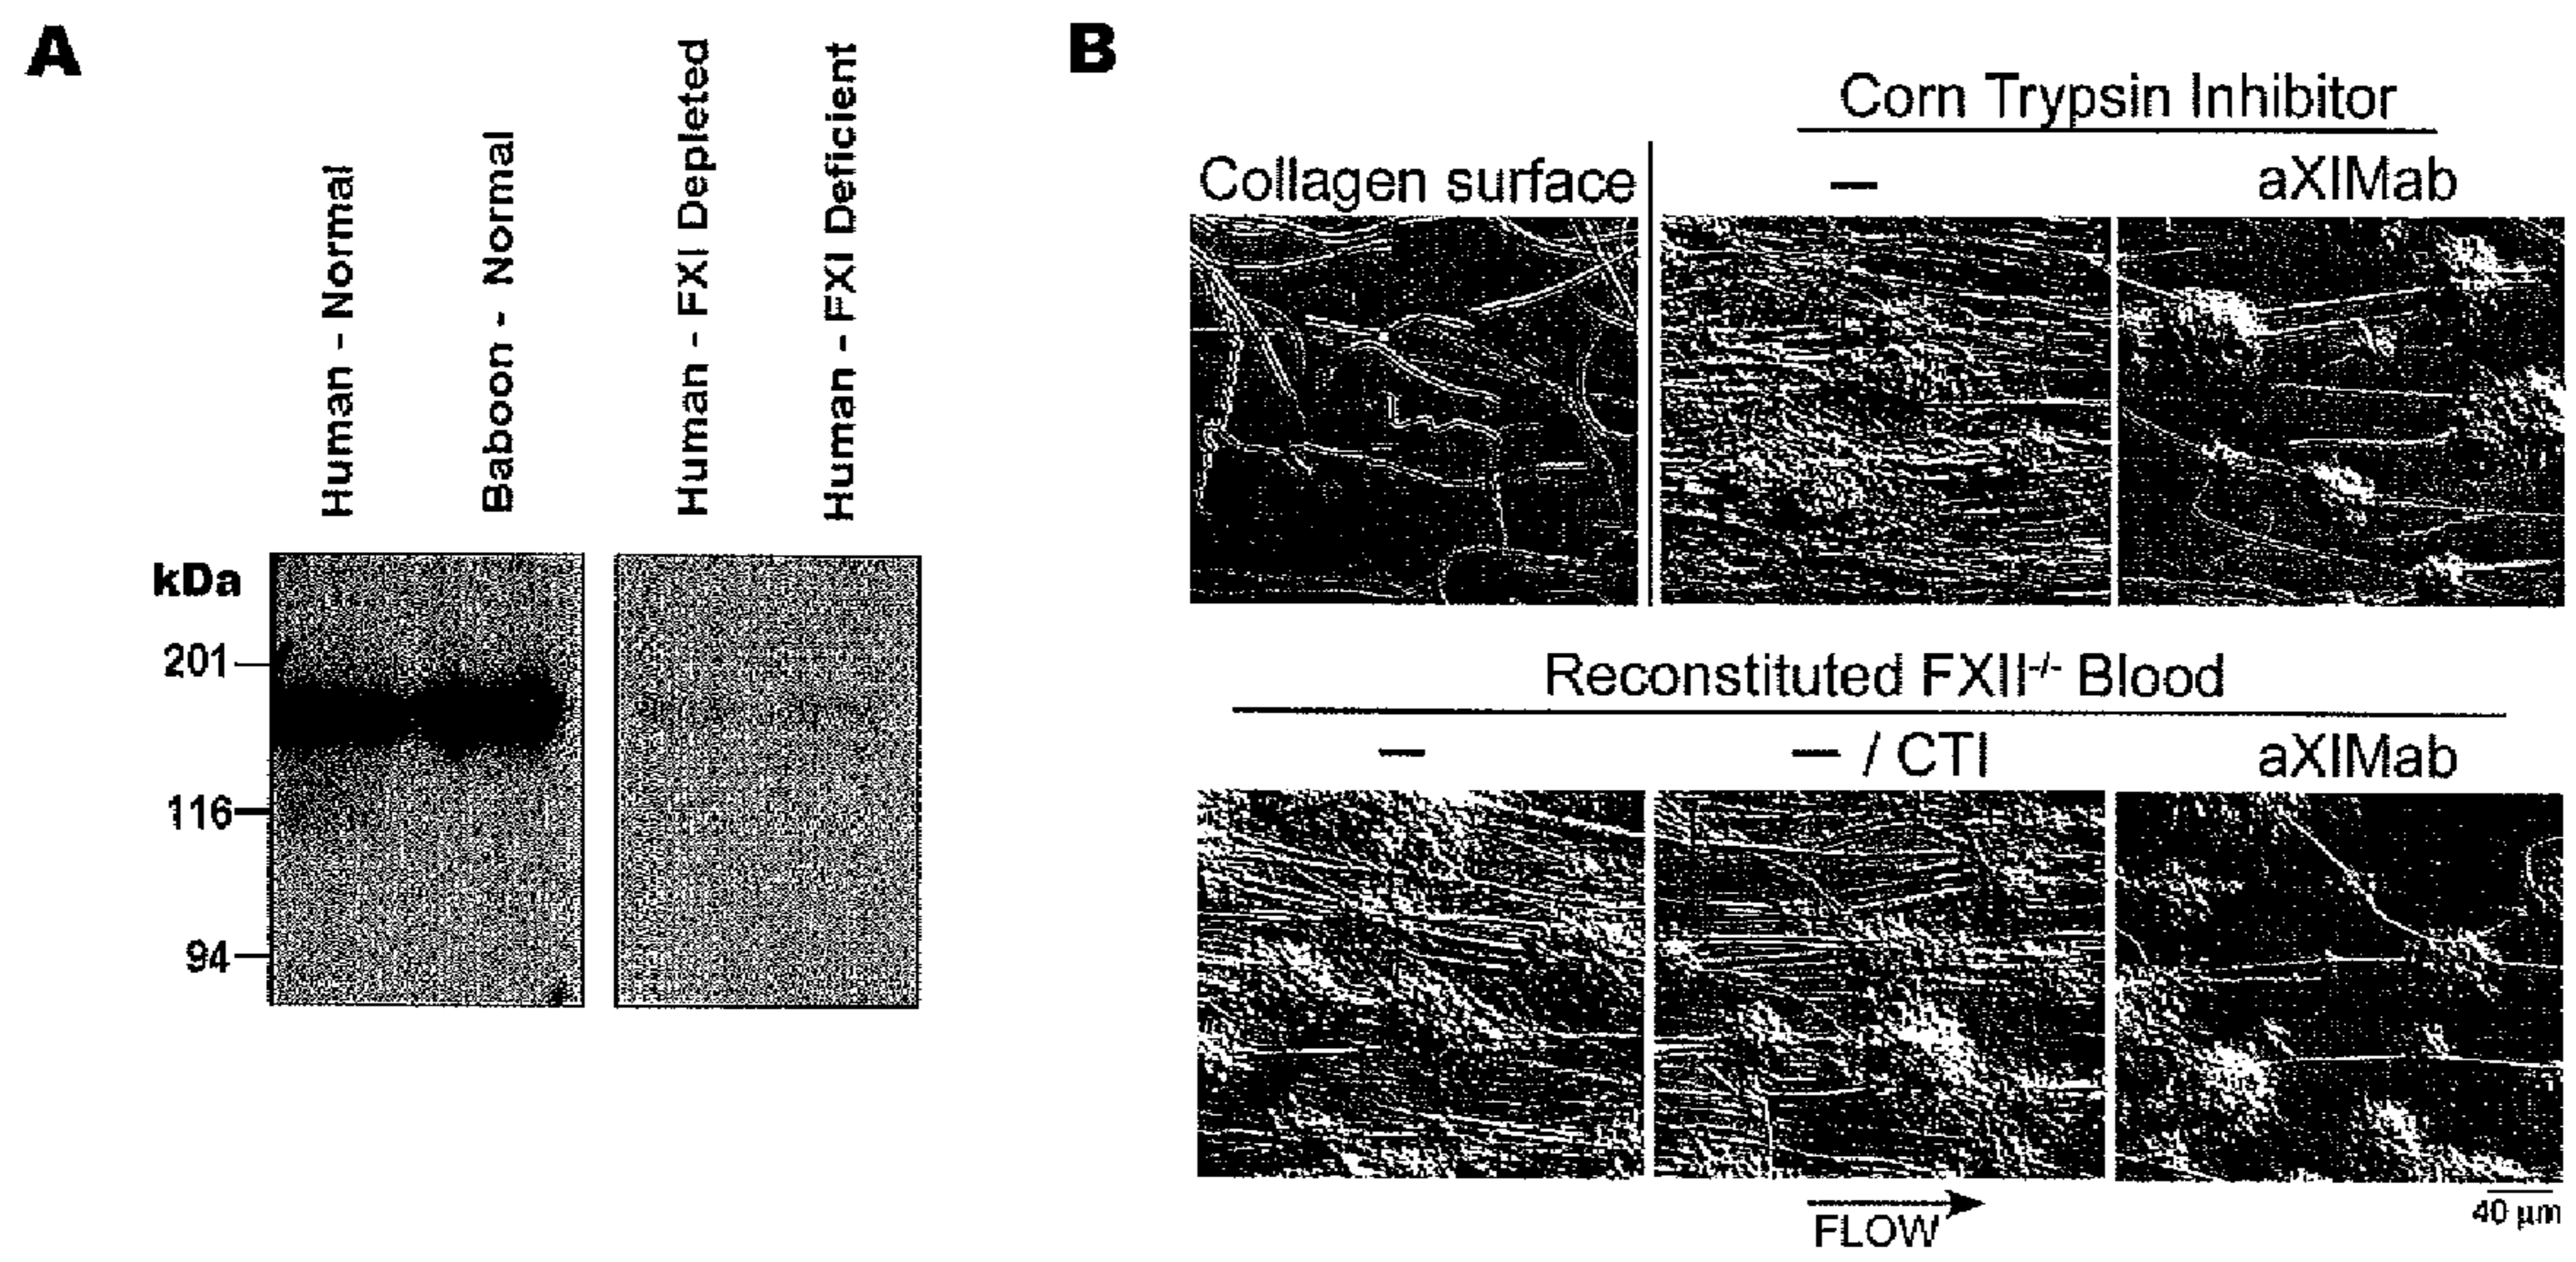 A
Human - Normal
Baboon - Normal
Human - FXI Depleted
Human - FXI Deficient
kDa
201
116
94
B
Corn Trypsin Inhibitor
Collagen surface
—
aXIMab
Reconstituted FXII-/- Blood
—
— / CTI
aXIMab
FLOW
40 µm